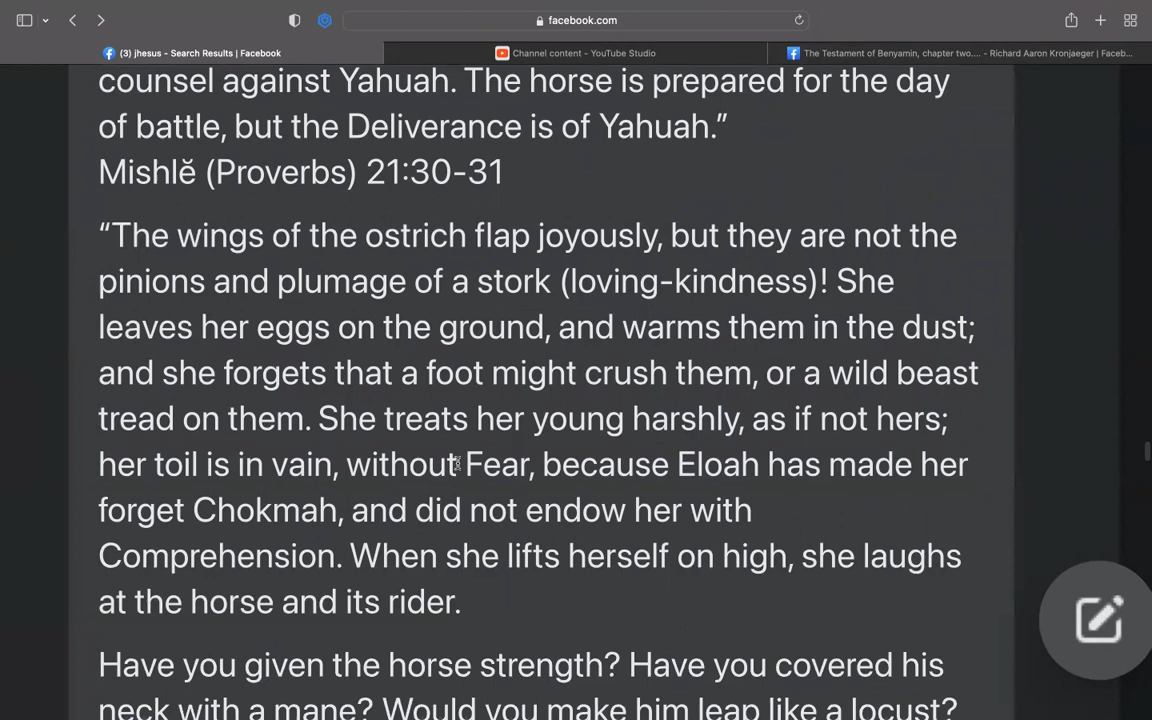 facebook.com
(3) jhesus - Search Results | Facebook
Channel content - YouTube Studio
The Testament of Benyamin, chapter two.... - Richard Aaron Kronjaeger | Faceb...
counsel against Yahuah. The horse is prepared for the day
of battle, but the Deliverance is of Yahuah.”
Mishlĕ (Proverbs) 21:30-31
“The wings of the ostrich flap joyously, but they are not the
pinions and plumage of a stork (loving-kindness)! She
leaves her eggs on the ground, and warms them in the dust;
and she forgets that a foot might crush them, or a wild beast
tread on them. She treats her young harshly, as if not hers;
her toil is in vain, without Fear, because Eloah has made her
forget Chokmah, and did not endow her with
Comprehension. When she lifts herself on high, she laughs
at the horse and its rider.
Have you given the horse strength? Have you covered his
neck with a mane? Would you make him leap like a locust?